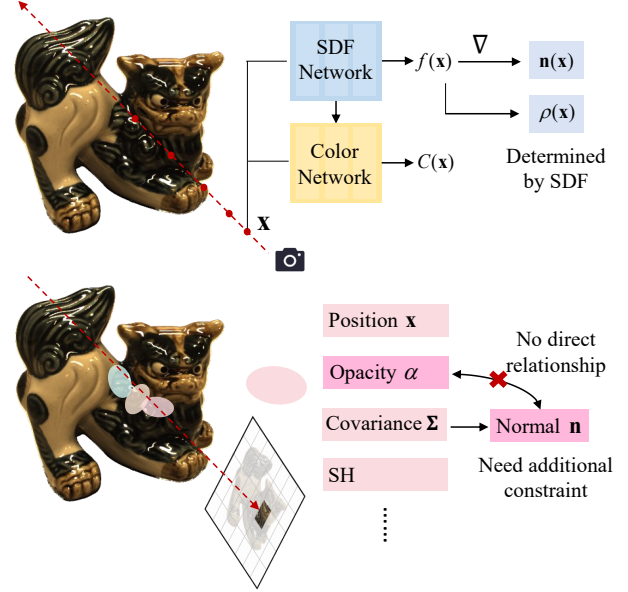 SDF
Network
f(x)
∇
n(x)
ρ(x)
Color
Network
C(x)
Determined
by SDF
x
Position x
No direct
relationship
Opacity α
Covariance Σ
Normal n
SH
Need additional
constraint
......